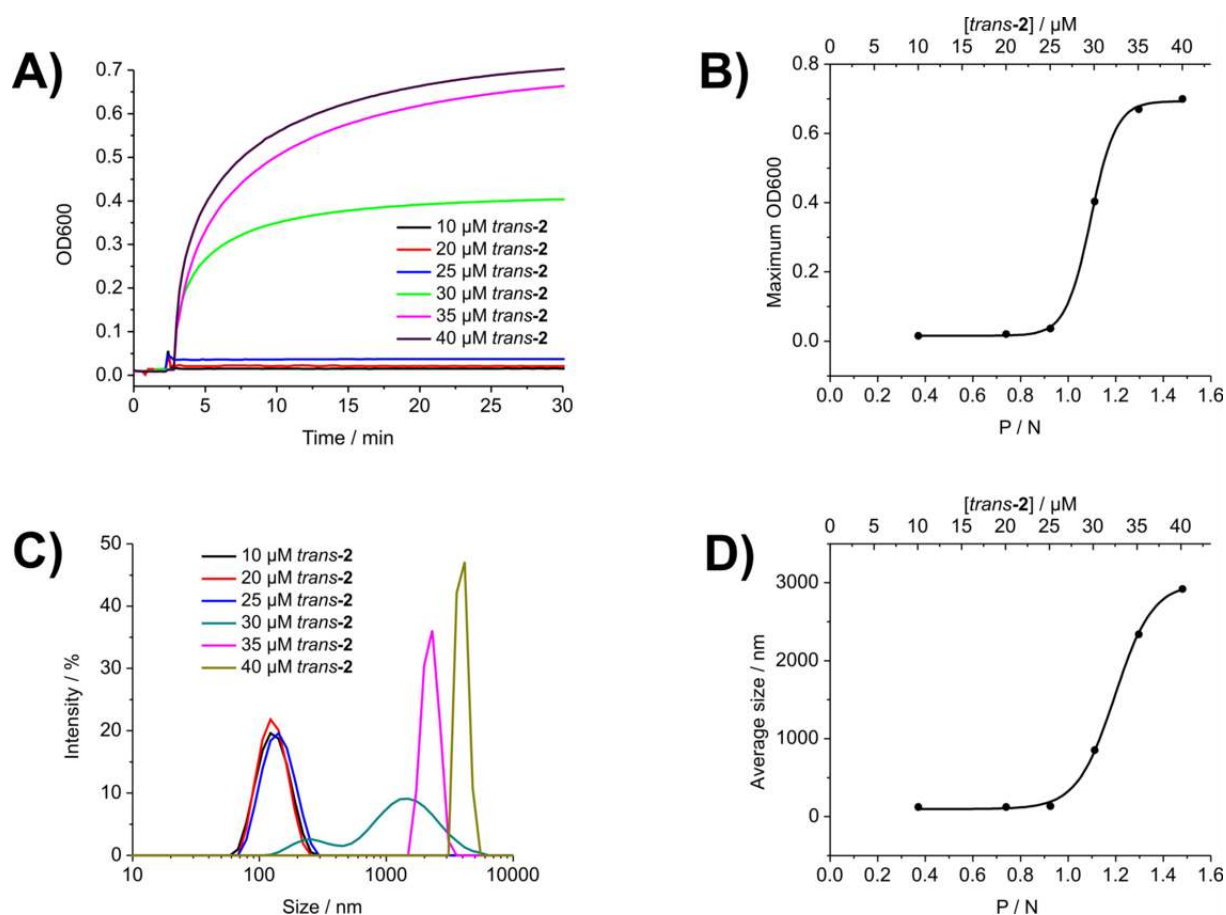 A)
0.7
0.6
0.5
0.4
0.3
0.2
0.1
0.0
OD600
0 5 10 15 20 25 30
Time / min
10 µM trans-2
20 µM trans-2
25 µM trans-2
30 µM trans-2
35 µM trans-2
40 µM trans-2
B)
[trans-2] / µM
0 5 10 15 20 25 30 35 40
0.8
0.6
0.4
0.2
0.0
Maximum OD600
0.0 0.2 0.4 0.6 0.8 1.0 1.2 1.4 1.6
P / N
C)
50
40
30
20
10
0
Intensity / %
10 100 1000 10000
Size / nm
10 µM trans-2
20 µM trans-2
25 µM trans-2
30 µM trans-2
35 µM trans-2
40 µM trans-2
D)
[trans-2] / µM
0 5 10 15 20 25 30 35 40
3000
2000
1000
0
Average size / nm
0.0 0.2 0.4 0.6 0.8 1.0 1.2 1.4 1.6
P / N